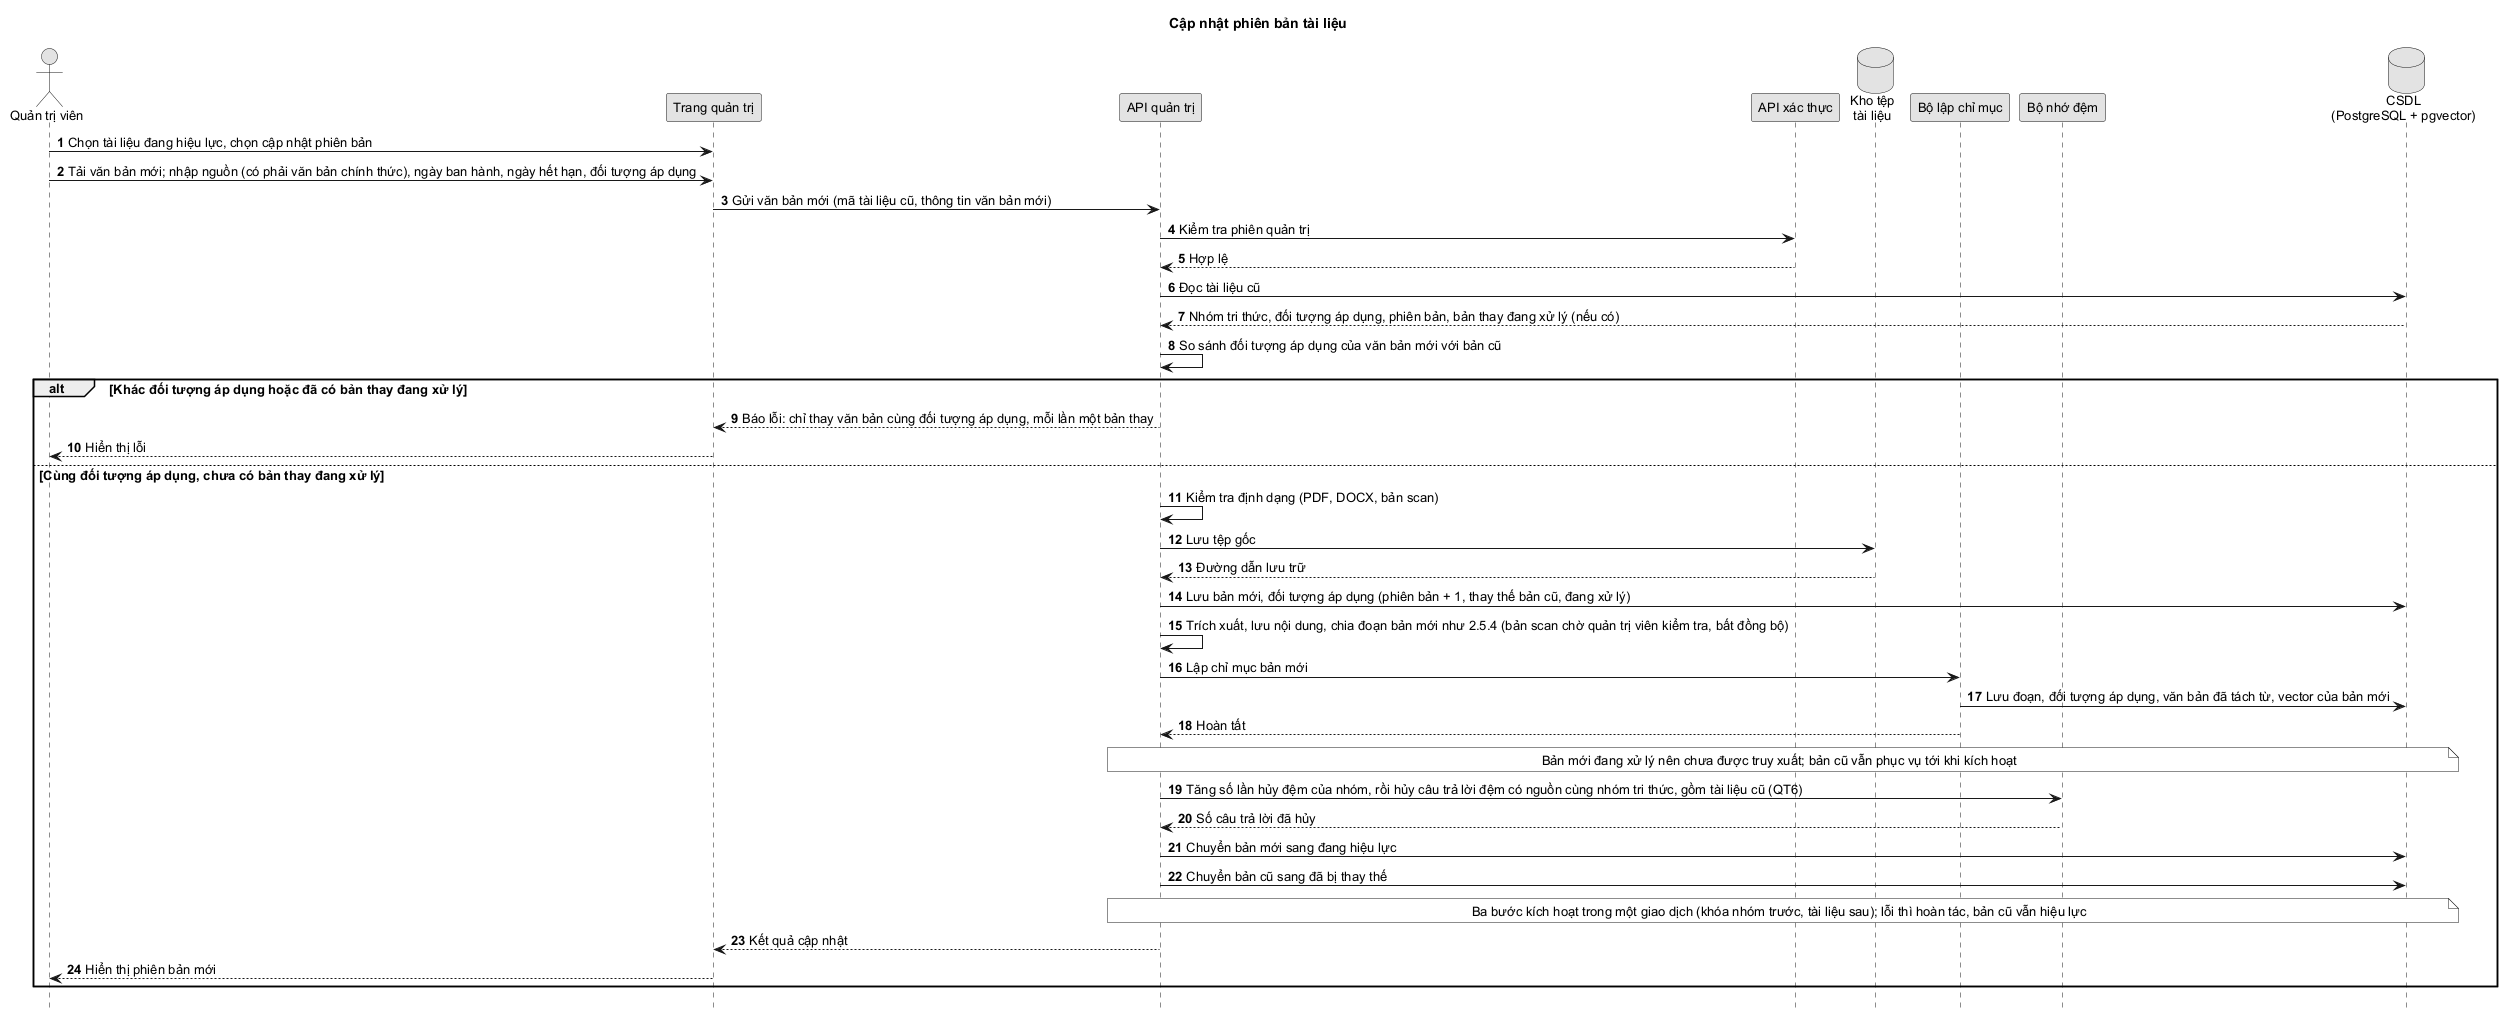 Cập nhật phiên bản tài liệu
Quản trị viên
Trang quản trị
API quản trị
API xác thực
Kho tệp
tài liệu
Bộ lập chỉ mục
Bộ nhớ đệm
CSDL
(PostgreSQL + pgvector)
1 Chọn tài liệu đang hiệu lực, chọn cập nhật phiên bản
2 Tải văn bản mới; nhập nguồn (có phải văn bản chính thức), ngày ban hành, ngày hết hạn, đối tượng áp dụng
3 Gửi văn bản mới (mã tài liệu cũ, thông tin văn bản mới)
4 Kiểm tra phiên quản trị
5 Hợp lệ
6 Đọc tài liệu cũ
7 Nhóm tri thức, đối tượng áp dụng, phiên bản, bản thay đang xử lý (nếu có)
8 So sánh đối tượng áp dụng của văn bản mới với bản cũ
alt [Khác đối tượng áp dụng hoặc đã có bản thay đang xử lý]
9 Báo lỗi: chỉ thay văn bản cùng đối tượng áp dụng, mỗi lần một bản thay
10 Hiển thị lỗi
[Cùng đối tượng áp dụng, chưa có bản thay đang xử lý]
11 Kiểm tra định dạng (PDF, DOCX, bản scan)
12 Lưu tệp gốc
13 Đường dẫn lưu trữ
14 Lưu bản mới, đối tượng áp dụng (phiên bản + 1, thay thế bản cũ, đang xử lý)
15 Trích xuất, lưu nội dung, chia đoạn bản mới như 2.5.4 (bản scan chờ quản trị viên kiểm tra, bất đồng bộ)
16 Lập chỉ mục bản mới
17 Lưu đoạn, đối tượng áp dụng, văn bản đã tách từ, vector của bản mới
18 Hoàn tất
Bản mới đang xử lý nên chưa được truy xuất; bản cũ vẫn phục vụ tới khi kích hoạt
19 Tăng số lần hủy đệm của nhóm, rồi hủy câu trả lời đệm có nguồn cùng nhóm tri thức, gồm tài liệu cũ (QT6)
20 Số câu trả lời đã hủy
21 Chuyển bản mới sang đang hiệu lực
22 Chuyển bản cũ sang đã bị thay thế
Ba bước kích hoạt trong một giao dịch (khóa nhóm trước, tài liệu sau); lỗi thì hoàn tác, bản cũ vẫn hiệu lực
23 Kết quả cập nhật
24 Hiển thị phiên bản mới